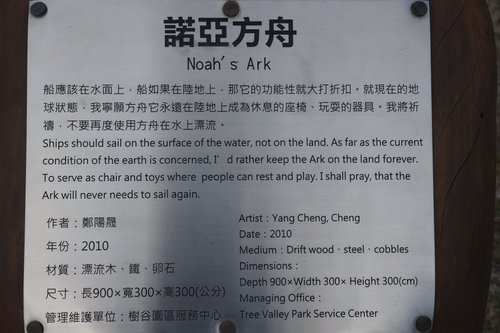 諾亞方舟
Noah's Ark
船應該在水面上，船如果在陸地上，那它的功能性就大打折扣。就現在的地
球狀態，我寧願方舟它永遠在陸地上成為休息的座椅、玩耍的器具。我將祈
禱，不要再度使用方舟在水上漂流。
Ships should sail on the surface of the water, not on the land. As far as the current
condition of the earth is concerned, I'd rather keep the Ark on the land forever.
To serve as chair and toys where people can rest and play. I shall pray, that the
Ark will never needs to sail again.
作者：鄭陽晟
年份：2010
材質：漂流木、鐵、卵石
尺寸：長900×寬300×高300(公分)
管理維護單位：樹谷園區服務中心
Artist：Yang Cheng, Cheng
Date：2010
Medium：Drift wood、steel、cobbles
Dimensions：
Depth 900×Width 300× Height 300(cm)
Managing Office：
Tree Valley Park Service Center